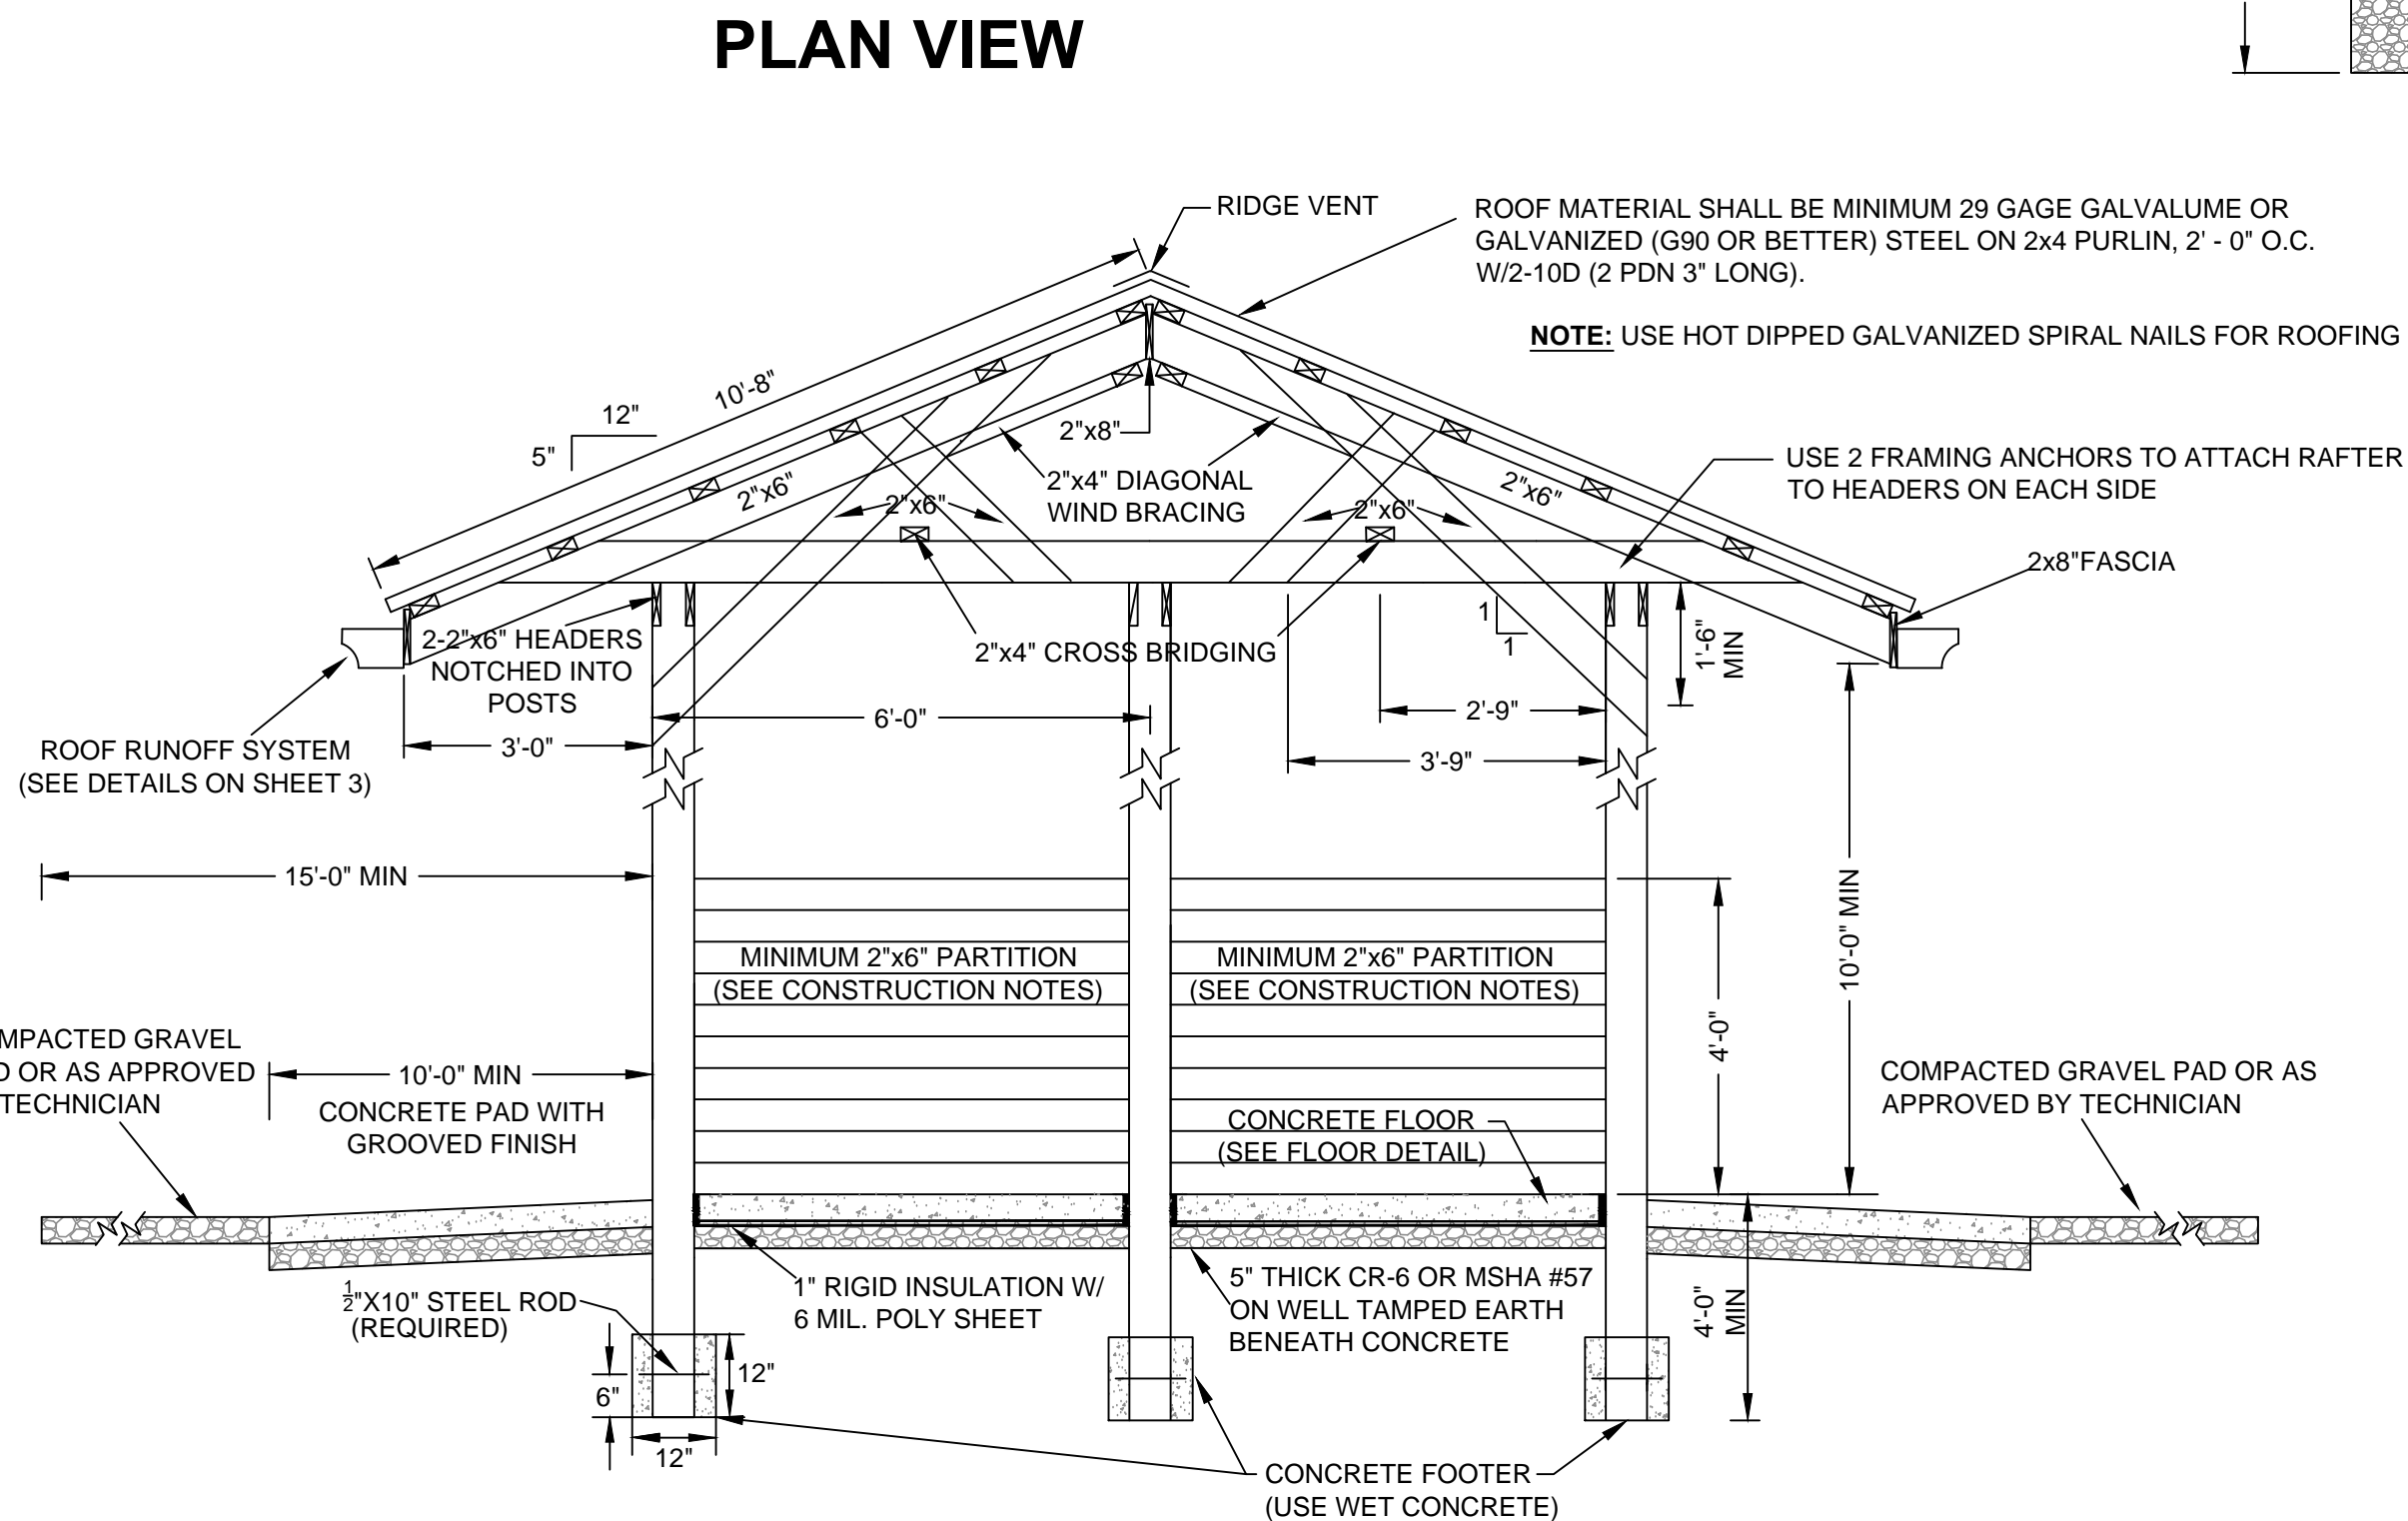 PLAN VIEW
RIDGE VENT
ROOF MATERIAL SHALL BE MINIMUM 29 GAGE GALVALUME OR
GALVANIZED (G90 OR BETTER) STEEL ON 2x4 PURLIN, 2' - 0" O.C.
W/2-10D (2 PDN 3" LONG).
NOTE: USE HOT DIPPED GALVANIZED SPIRAL NAILS FOR ROOFING
10'-8"
12"
5"
2"x8"
2"x6"
2"x6"
2"x4" DIAGONAL
WIND BRACING
2"x6"
2"x6"
USE 2 FRAMING ANCHORS TO ATTACH RAFTER
TO HEADERS ON EACH SIDE
2x8"FASCIA
2-2"x6" HEADERS
NOTCHED INTO
POSTS
2"x4" CROSS BRIDGING
1
1
1'-6"
MIN
6'-0"
2'-9"
3'-0"
3'-9"
ROOF RUNOFF SYSTEM
(SEE DETAILS ON SHEET 3)
15'-0" MIN
MINIMUM 2"x6" PARTITION
(SEE CONSTRUCTION NOTES)
MINIMUM 2"x6" PARTITION
(SEE CONSTRUCTION NOTES)
10'-0" MIN
4'-0"
MPACTED GRAVEL
D OR AS APPROVED
TECHNICIAN
10'-0" MIN
CONCRETE PAD WITH
GROOVED FINISH
CONCRETE FLOOR
(SEE FLOOR DETAIL)
COMPACTED GRAVEL PAD OR AS
APPROVED BY TECHNICIAN
½"X10" STEEL ROD
(REQUIRED)
1" RIGID INSULATION W/
6 MIL. POLY SHEET
5" THICK CR-6 OR MSHA #57
ON WELL TAMPED EARTH
BENEATH CONCRETE
4'-0"
MIN
12"
6"
12"
CONCRETE FOOTER
(USE WET CONCRETE)